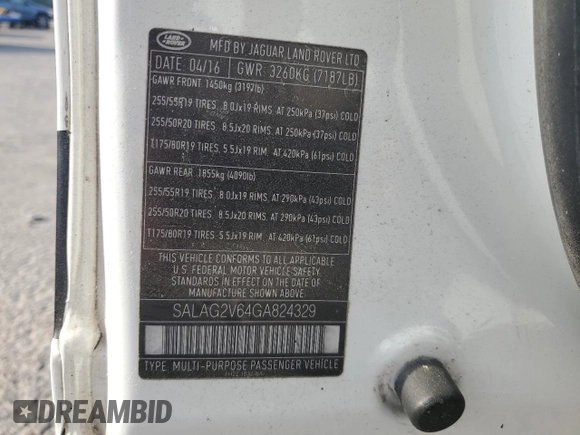 LAND ROVER
MFD BY JAGUAR LAND ROVER LTD
DATE 04/16 GWR 3260KG (7187LB)
GAWR FRONT 1450kg (3192lb)
255/55R19 TIRES 8.0Jx19 RIMS, AT 250kPa (37psi) COLD
255/50R20 TIRES 8.5Jx20 RIMS, AT 250kPa (37psi) COLD
T175/80R19 TIRES 5.5Jx19 RIM AT 420kPa (61psi) COLD
GAWR REAR 1855kg (4090lb)
255/55R19 TIRES 8.0Jx19 RIMS, AT 290kPa (43psi) COLD
255/50R20 TIRES 8.5Jx20 RIMS, AT 290kPa (43psi) COLD
T175/80R19 TIRES 5.5Jx19 RIM AT 420kPa (61psi) COLD
THIS VEHICLE CONFORMS TO ALL APPLICABLE
U.S. FEDERAL MOTOR VEHICLE SAFETY
STANDARDS IN EFFECT ON THE DATE OF
MANUFACTURE SHOWN ABOVE
SALAG2V64GA824329
TYPE: MULTI-PURPOSE PASSENGER VEHICLE
DREAMBID